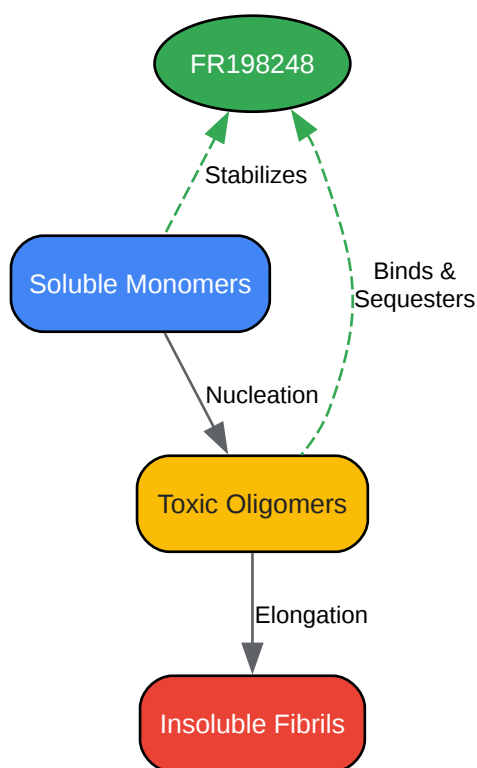 FR198248
Stabilizes
Soluble Monomers
Binds &
Sequesters
Nucleation
Toxic Oligomers
Elongation
Insoluble Fibrils